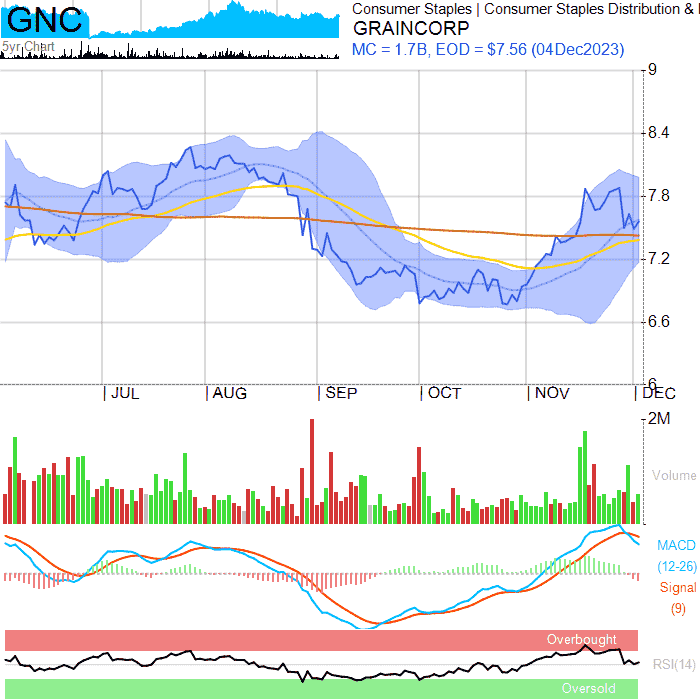 GNC
5yr Chart
Consumer Staples | Consumer Staples Distribution &
GRAINCORP
MC = 1.7B, EOD = $7.56 (04Dec2023)
9
8.4
7.8
7.2
6.6
6
JUL
AUG
SEP
OCT
NOV
DEC
2M
Volume
MACD
(12-26)
Signal
(9)
Overbought
RSI(14)
Oversold